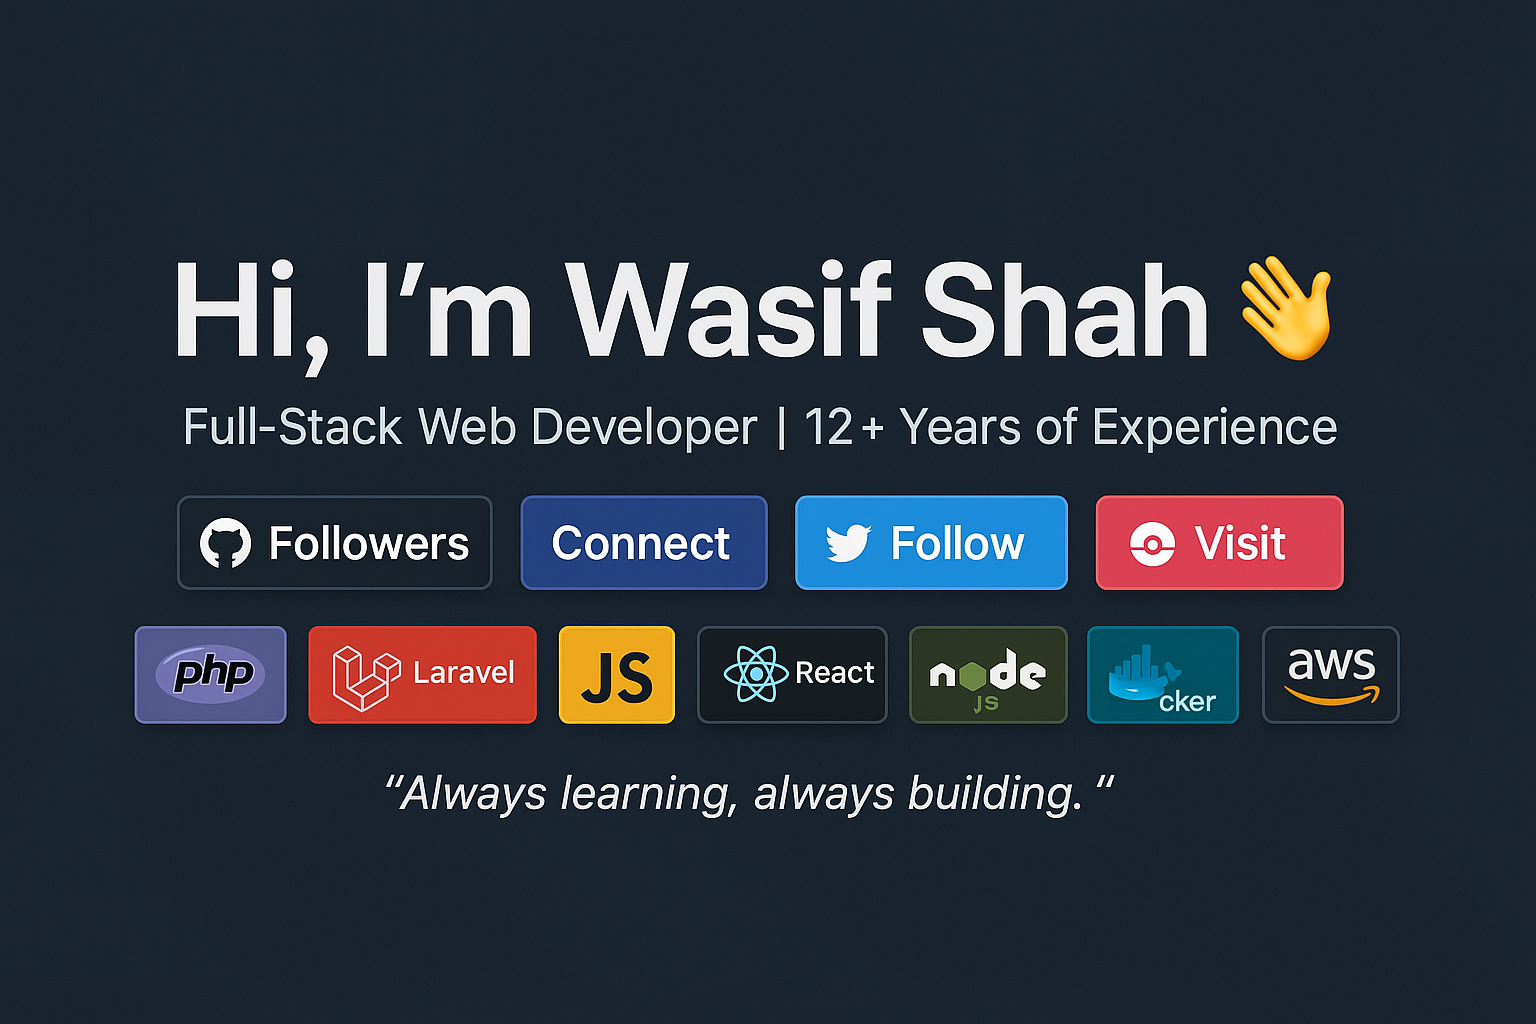 Hi, I’m Wasif Shah 👋
Full-Stack Web Developer | 12+ Years of Experience
Followers Connect Follow Visit
php Laravel JS React node JS cker aws
“Always learning, always building. “